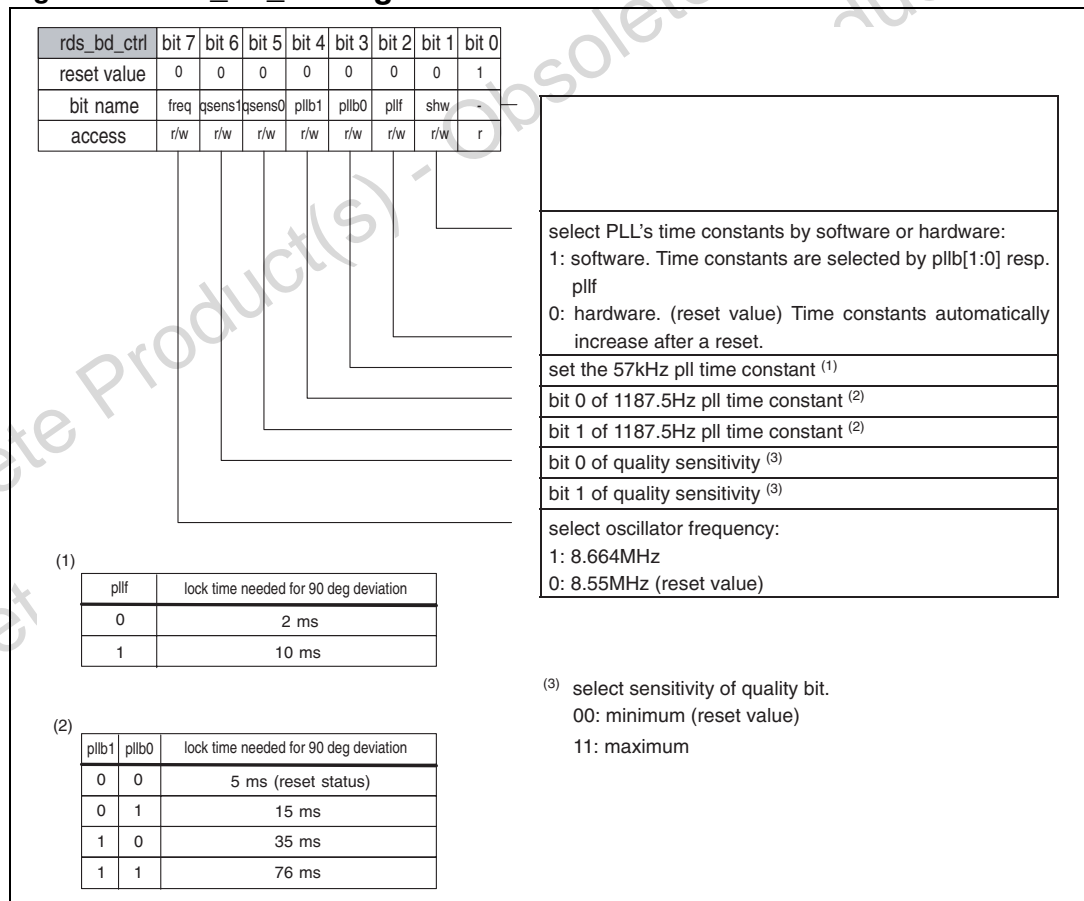 rds_bd_ctrl bit 7 bit 6 bit 5 bit 4 bit 3 bit 2 bit 1 bit 0
reset value 0 0 0 0 0 0 0 1
bit name freq qsens1 qsens0 pllb1 pllb0 pllf shw -
access r/w r/w r/w r/w r/w r/w r/w r
select PLL's time constants by software or hardware:
1: software. Time constants are selected by pllb[1:0] resp.
pllf
0: hardware. (reset value) Time constants automatically
increase after a reset.
set the 57kHz pll time constant (1)
bit 0 of 1187.5Hz pll time constant (2)
bit 1 of 1187.5Hz pll time constant (2)
bit 0 of quality sensitivity (3)
bit 1 of quality sensitivity (3)
select oscillator frequency:
1: 8.664MHz
0: 8.55MHz (reset value)
(1)
pllf lock time needed for 90 deg deviation
0 2 ms
1 10 ms
(2)
pllb1 pllb0 lock time needed for 90 deg deviation
0 0 5 ms (reset status)
0 1 15 ms
1 0 35 ms
1 1 76 ms
(3) select sensitivity of quality bit.
00: minimum (reset value)
11: maximum
ete Product(s) - Obsolete